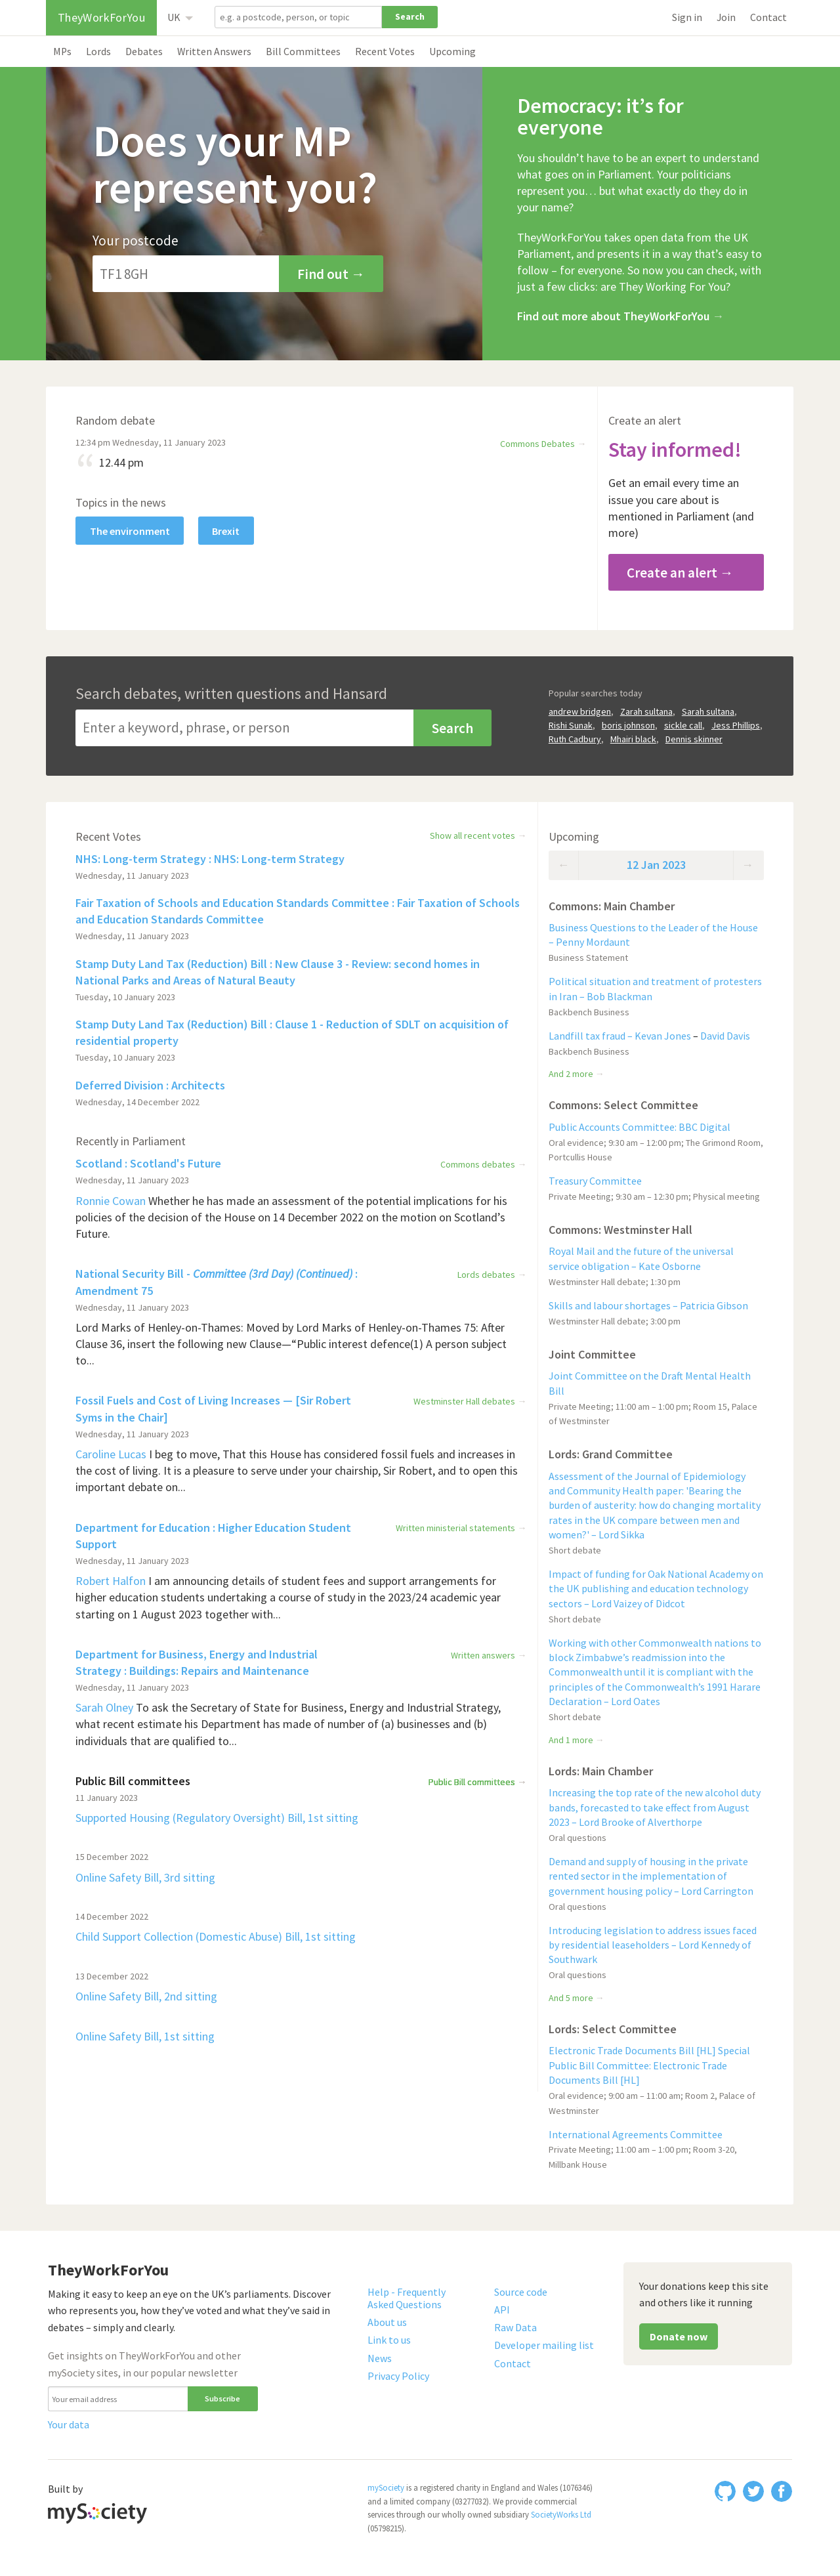 TheyWorkForYou
UK
e.g. a postcode, person, or topic
Search
Sign in
Join
Contact
MPs
Lords
Debates
Written Answers
Bill Committees
Recent Votes
Upcoming
Does your MP
represent you?
Your postcode
TF1 8GH
Find out →
Democracy: it’s for
everyone
You shouldn’t have to be an expert to understand
what goes on in Parliament. Your politicians
represent you… but what exactly do they do in
your name?
TheyWorkForYou takes open data from the UK
Parliament, and presents it in a way that’s easy to
follow – for everyone. So now you can check, with
just a few clicks: are They Working For You?
Find out more about TheyWorkForYou →
Random debate
12:34 pm Wednesday, 11 January 2023
Commons Debates →
“ 12.44 pm
Topics in the news
The environment
Brexit
Create an alert
Stay informed!
Get an email every time an
issue you care about is
mentioned in Parliament (and
more)
Create an alert →
Search debates, written questions and Hansard
Enter a keyword, phrase, or person
Search
Popular searches today
andrew bridgen, Zarah sultana, Sarah sultana,
Rishi Sunak, boris johnson, sickle call, Jess Phillips,
Ruth Cadbury, Mhairi black, Dennis skinner
Recent Votes
Show all recent votes →
NHS: Long-term Strategy : NHS: Long-term Strategy
Wednesday, 11 January 2023
Fair Taxation of Schools and Education Standards Committee : Fair Taxation of Schools
and Education Standards Committee
Wednesday, 11 January 2023
Stamp Duty Land Tax (Reduction) Bill : New Clause 3 - Review: second homes in
National Parks and Areas of Natural Beauty
Tuesday, 10 January 2023
Stamp Duty Land Tax (Reduction) Bill : Clause 1 - Reduction of SDLT on acquisition of
residential property
Tuesday, 10 January 2023
Deferred Division : Architects
Wednesday, 14 December 2022
Recently in Parliament
Scotland : Scotland's Future
Commons debates →
Wednesday, 11 January 2023
Ronnie Cowan Whether he has made an assessment of the potential implications for his
policies of the decision of the House on 14 December 2022 on the motion on Scotland’s
Future.
National Security Bill - Committee (3rd Day) (Continued) :
Amendment 75
Lords debates →
Wednesday, 11 January 2023
Lord Marks of Henley-on-Thames: Moved by Lord Marks of Henley-on-Thames 75: After
Clause 36, insert the following new Clause—“Public interest defence(1) A person subject
to...
Fossil Fuels and Cost of Living Increases — [Sir Robert
Syms in the Chair]
Westminster Hall debates →
Wednesday, 11 January 2023
Caroline Lucas I beg to move, That this House has considered fossil fuels and increases in
the cost of living. It is a pleasure to serve under your chairship, Sir Robert, and to open this
important debate on...
Department for Education : Higher Education Student
Support
Written ministerial statements →
Wednesday, 11 January 2023
Robert Halfon I am announcing details of student fees and support arrangements for
higher education students undertaking a course of study in the 2023/24 academic year
starting on 1 August 2023 together with...
Department for Business, Energy and Industrial
Strategy : Buildings: Repairs and Maintenance
Written answers →
Wednesday, 11 January 2023
Sarah Olney To ask the Secretary of State for Business, Energy and Industrial Strategy,
what recent estimate his Department has made of number of (a) businesses and (b)
individuals that are qualified to...
Public Bill committees
Public Bill committees →
11 January 2023
Supported Housing (Regulatory Oversight) Bill, 1st sitting
15 December 2022
Online Safety Bill, 3rd sitting
14 December 2022
Child Support Collection (Domestic Abuse) Bill, 1st sitting
13 December 2022
Online Safety Bill, 2nd sitting
Online Safety Bill, 1st sitting
Upcoming
← 12 Jan 2023 →
Commons: Main Chamber
Business Questions to the Leader of the House
– Penny Mordaunt
Business Statement
Political situation and treatment of protesters
in Iran – Bob Blackman
Backbench Business
Landfill tax fraud – Kevan Jones – David Davis
Backbench Business
And 2 more →
Commons: Select Committee
Public Accounts Committee: BBC Digital
Oral evidence; 9:30 am – 12:00 pm; The Grimond Room,
Portcullis House
Treasury Committee
Private Meeting; 9:30 am – 12:30 pm; Physical meeting
Commons: Westminster Hall
Royal Mail and the future of the universal
service obligation – Kate Osborne
Westminster Hall debate; 1:30 pm
Skills and labour shortages – Patricia Gibson
Westminster Hall debate; 3:00 pm
Joint Committee
Joint Committee on the Draft Mental Health
Bill
Private Meeting; 11:00 am – 1:00 pm; Room 15, Palace
of Westminster
Lords: Grand Committee
Assessment of the Journal of Epidemiology
and Community Health paper: 'Bearing the
burden of austerity: how do changing mortality
rates in the UK compare between men and
women?' – Lord Sikka
Short debate
Impact of funding for Oak National Academy on
the UK publishing and education technology
sectors – Lord Vaizey of Didcot
Short debate
Working with other Commonwealth nations to
block Zimbabwe’s readmission into the
Commonwealth until it is compliant with the
principles of the Commonwealth’s 1991 Harare
Declaration – Lord Oates
Short debate
And 1 more →
Lords: Main Chamber
Increasing the top rate of the new alcohol duty
bands, forecasted to take effect from August
2023 – Lord Brooke of Alverthorpe
Oral questions
Demand and supply of housing in the private
rented sector in the implementation of
government housing policy – Lord Carrington
Oral questions
Introducing legislation to address issues faced
by residential leaseholders – Lord Kennedy of
Southwark
Oral questions
And 5 more →
Lords: Select Committee
Electronic Trade Documents Bill [HL] Special
Public Bill Committee: Electronic Trade
Documents Bill [HL]
Oral evidence; 9:00 am – 11:00 am; Room 2, Palace of
Westminster
International Agreements Committee
Private Meeting; 11:00 am – 1:00 pm; Room 3-20,
Millbank House
TheyWorkForYou
Making it easy to keep an eye on the UK’s parliaments. Discover
who represents you, how they’ve voted and what they’ve said in
debates – simply and clearly.
Get insights on TheyWorkForYou and other
mySociety sites, in our popular newsletter
Your email address
Subscribe
Your data
Help - Frequently
Asked Questions
About us
Link to us
News
Privacy Policy
Source code
API
Raw Data
Developer mailing list
Contact
Your donations keep this site
and others like it running
Donate now
Built by
mySociety
mySociety is a registered charity in England and Wales (1076346)
and a limited company (03277032). We provide commercial
services through our wholly owned subsidiary SocietyWorks Ltd
(05798215).